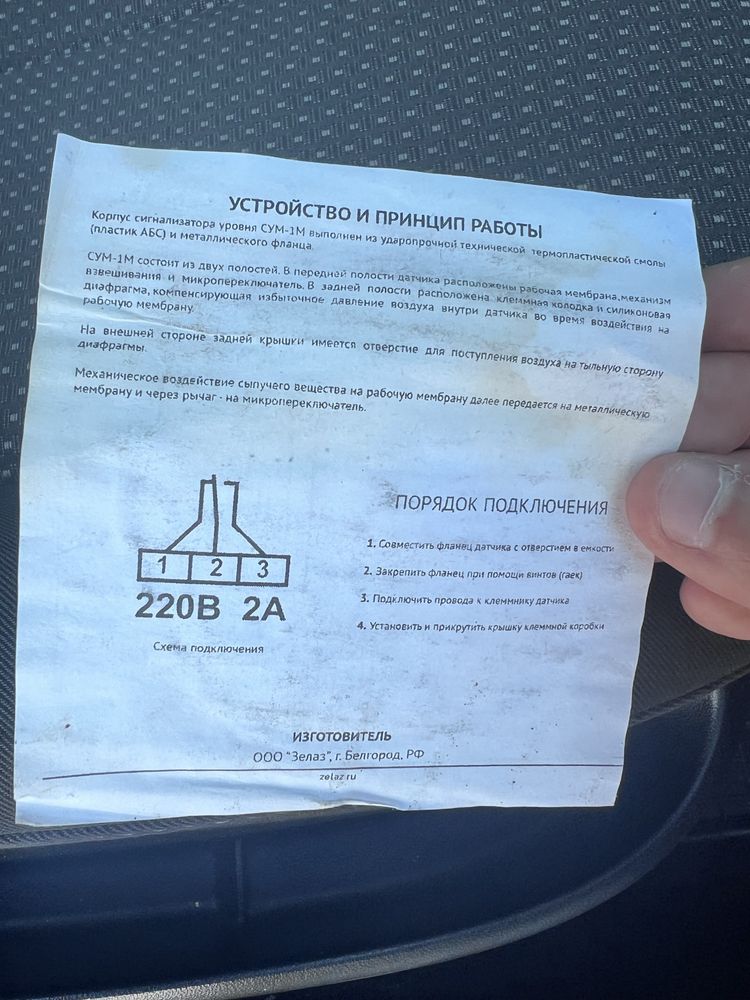 УСТРОЙСТВО И ПРИНЦИП РАБОТЫ
Корпус сигнализатора уровня СУМ-1М выполнен из ударопрочной технической термопластической смолы
(пластик АБС) и металлического фланца.
СУМ-1М состоит из двух полостей. В передней полости датчика расположены рабочая мембрана, механизм
взвешивания и микропереключатель. В задней полости расположена клеммная колодка и силиконовая
диафрагма, компенсирующая избыточное давление воздуха внутри датчика во время воздействия на
рабочую мембрану.
На внешней стороне задней крышки имеется отверстие для поступления воздуха на тыльную сторону
диафрагмы.
Механическое воздействие сыпучего вещества на рабочую мембрану далее передается на металлическую
мембрану и через рычаг - на микропереключатель.
1 2 3
220В 2А
Схема подключения
ПОРЯДОК ПОДКЛЮЧЕНИЯ
1. Совместить фланец датчика с отверстием в емкости
2. Закрепить фланец при помощи винтов (гаек)
3. Подключить провода к клеммнику датчика
4. Установить и прикрутить крышку клеммной коробки
ИЗГОТОВИТЕЛЬ
ООО "Зелаз", г. Белгород, РФ
zelaz.ru